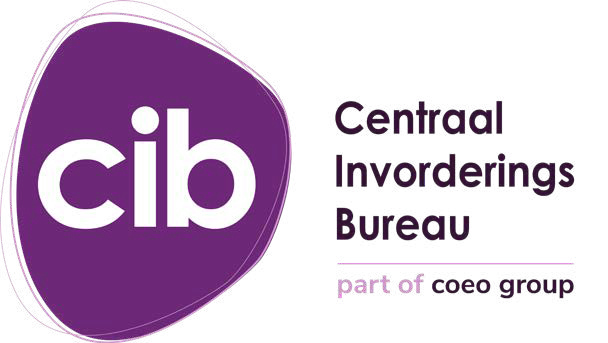 cib
Centraal
Invorderings
Bureau
part of coeo group